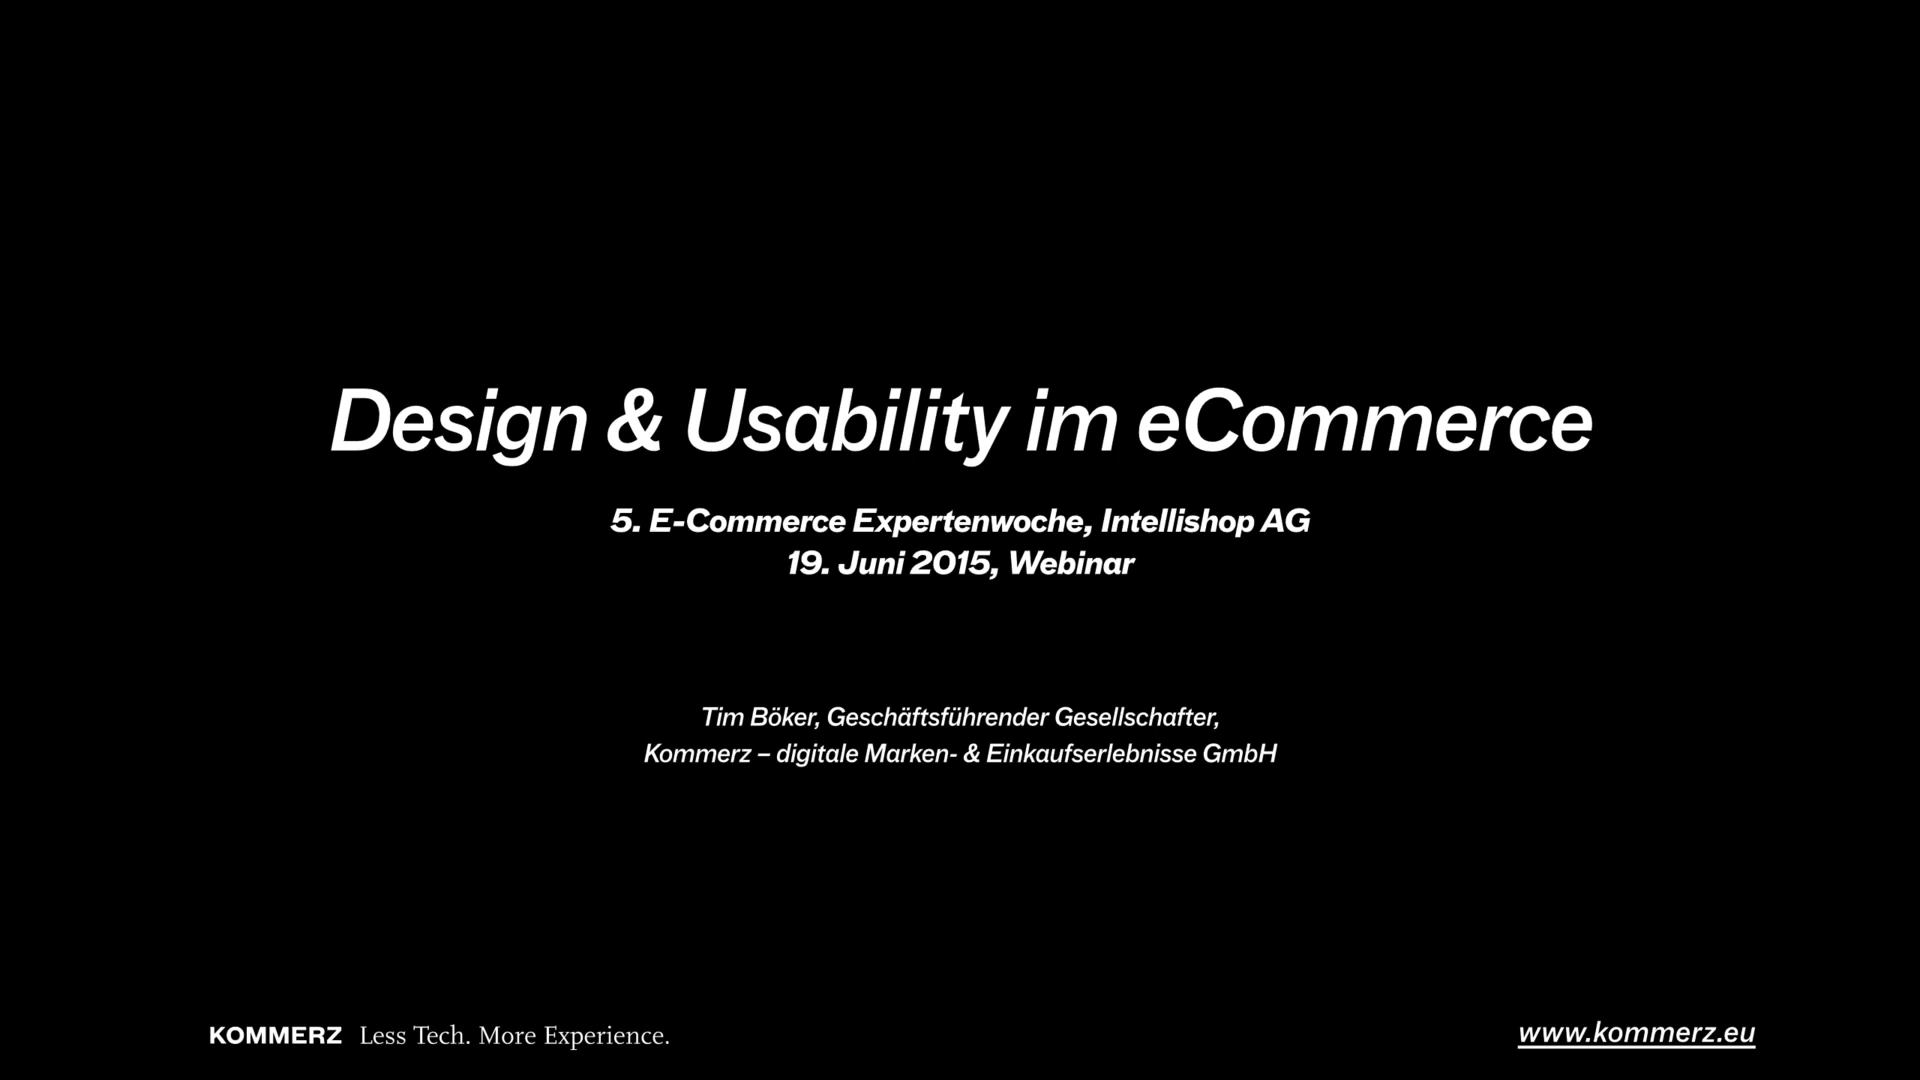 Design & Usability im eCommerce
5. E-Commerce Expertenwoche, Intellishop AG
19. Juni 2015, Webinar
Tim Böker, Geschäftsführender Gesellschafter,
Kommerz – digitale Marken- & Einkaufserlebnisse GmbH
KOMMERZ Less Tech. More Experience.
www.kommerz.eu